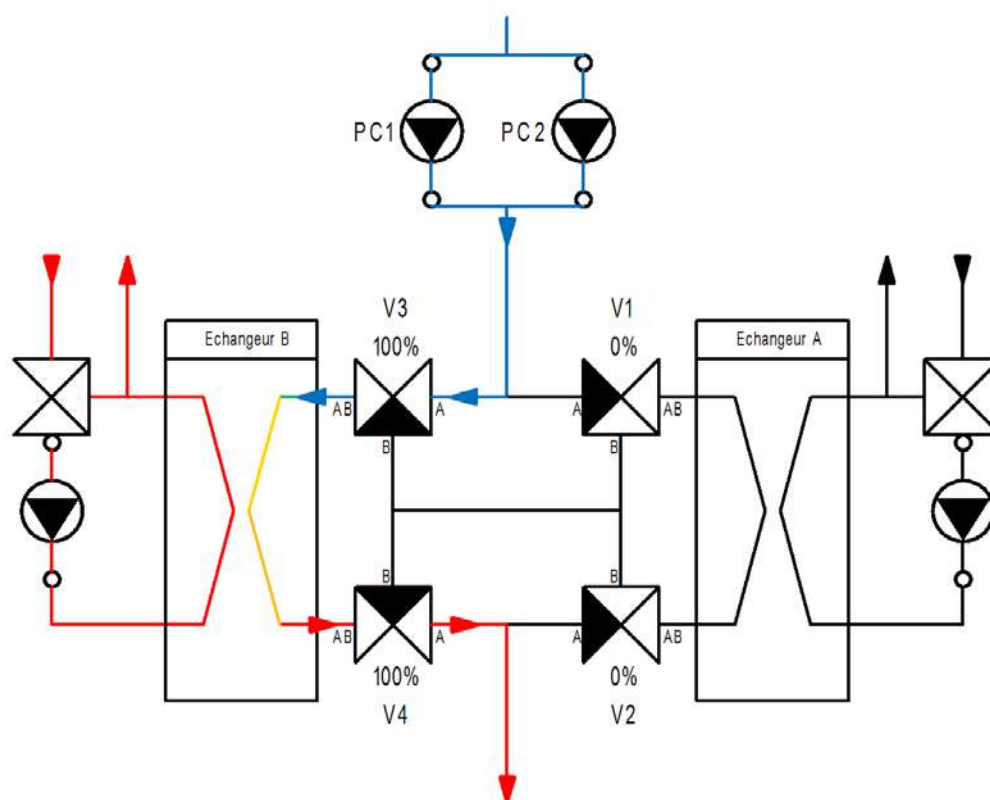 PC1
PC2
V3
V1
Echangeur B
100%
0%
Echangeur A
AB
A
A
AB
B
B
B
B
AB
A
A
AB
100%
0%
V4
V2